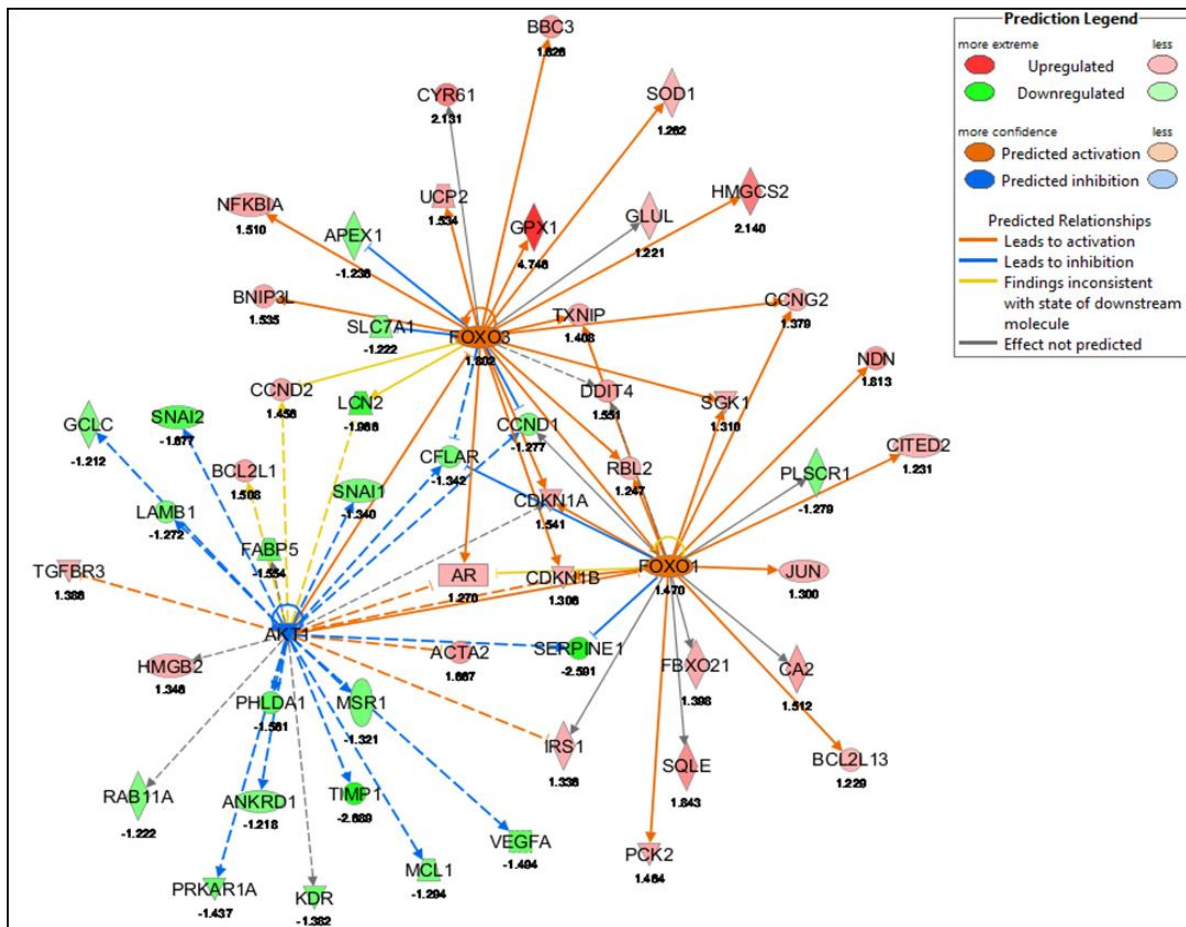 BBC3
1.628
CYR61
2.131
SOD1
1.262
UCP2
1.534
NFKBIA
1.510
APEX1
-1.236
GPX1
4.746
GLUL
1.221
HMGCS2
2.140
BNIP3L
1.535
SLC7A1
-1.222
FOXO3
1.802
TXNIP
1.408
CCNG2
1.379
NDN
1.813
CCND2
1.456
LCN2
-1.986
DDIT4
1.551
SGK1
1.310
GCLC
-1.212
SNAI2
-1.677
CCND1
-1.277
CITED2
1.231
BCL2L1
1.508
CFLAR
-1.342
RBL2
1.247
PLSCR1
-1.279
LAMB1
-1.272
SNAI1
-1.340
CDKN1A
1.541
FABP5
-1.554
TGFBR3
1.388
AR
1.270
CDKN1B
1.306
FOXO1
1.470
JUN
1.300
AKT1
HMGB2
1.346
ACTA2
1.667
SERPINE1
-2.591
FBXO21
1.398
CA2
1.512
PHLDA1
-1.561
MSR1
-1.321
IRS1
1.336
SQLE
1.643
BCL2L13
1.229
RAB11A
-1.222
ANKRD1
-1.218
TIMP1
-2.689
VEGFA
-1.494
PCK2
1.464
PRKAR1A
-1.437
KDR
-1.362
MCL1
-1.294
Prediction Legend
more extreme less
Upregulated
Downregulated
more confidence less
Predicted activation
Predicted inhibition
Predicted Relationships
Leads to activation
Leads to inhibition
Findings inconsistent
with state of downstream
molecule
Effect not predicted